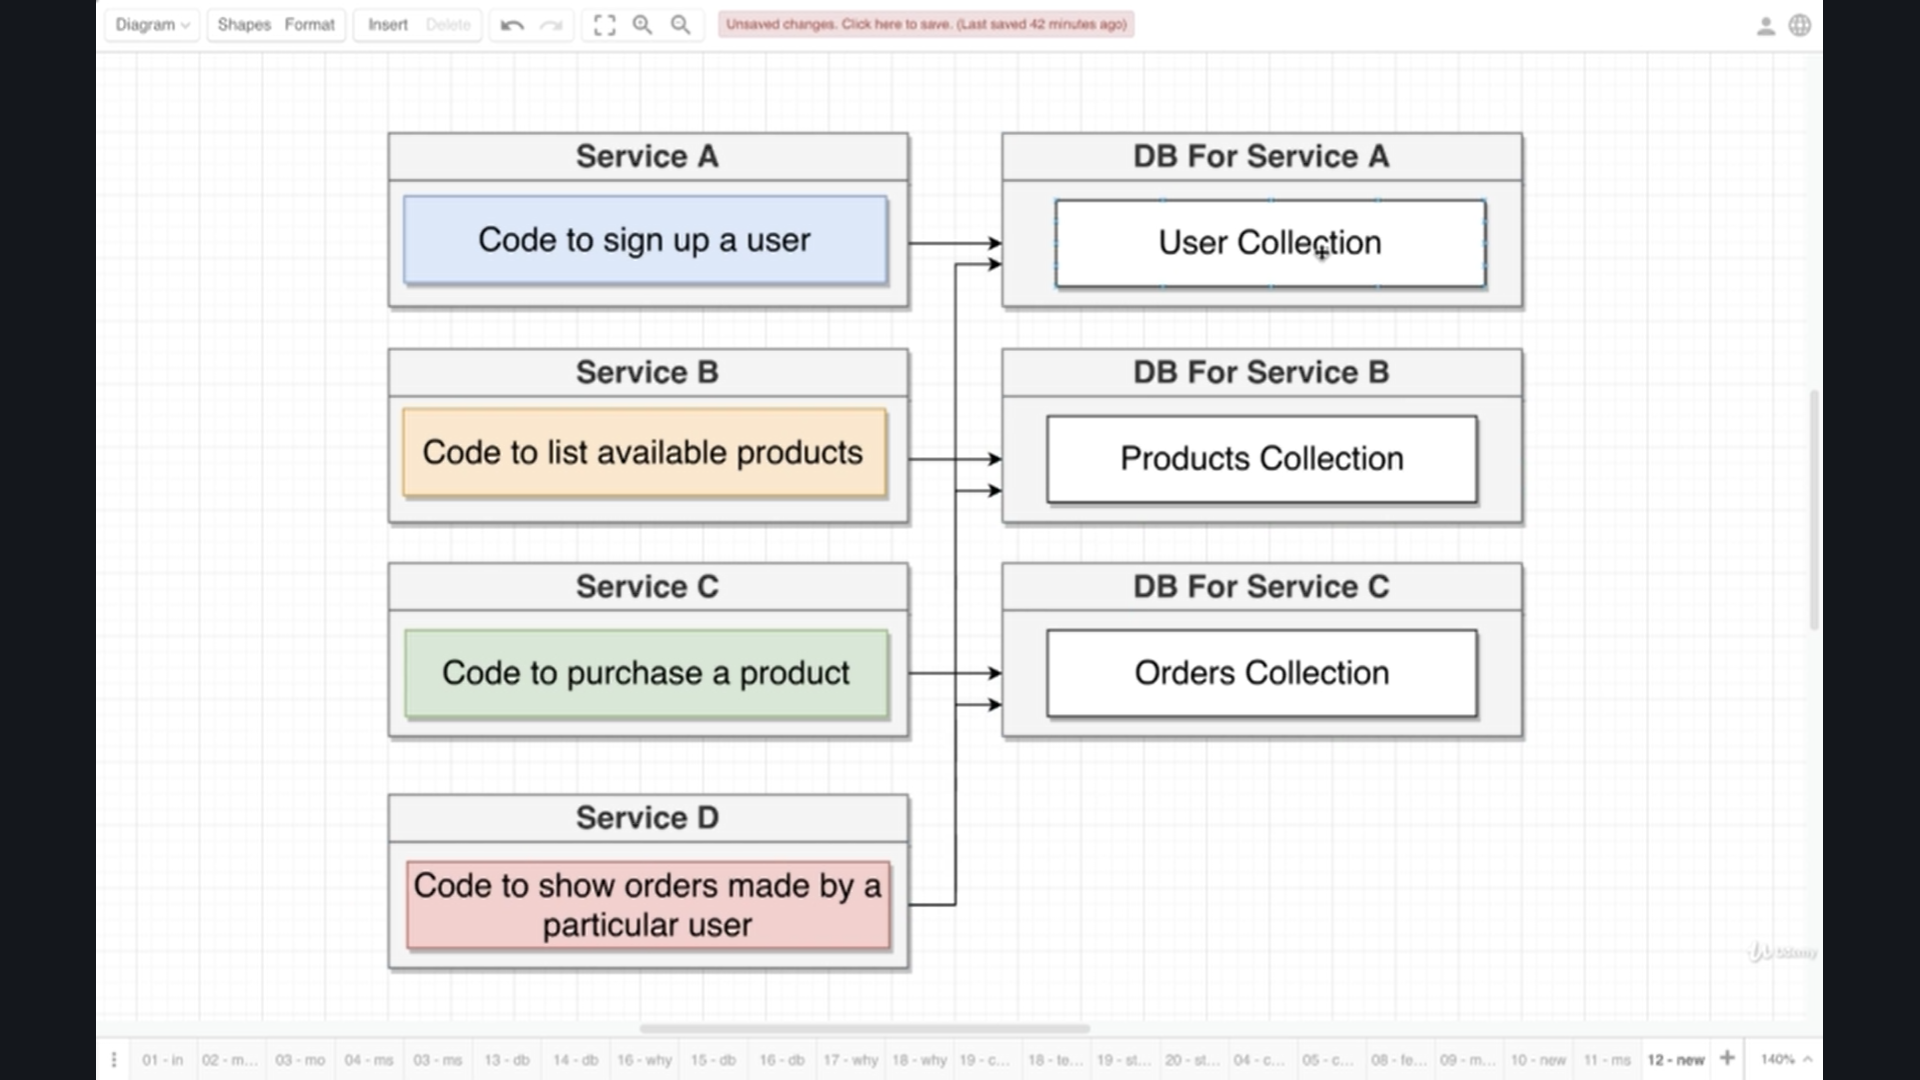 Diagram Shapes Format Insert Delete Unsaved changes. Click here to save. (Last saved 42 minutes ago)
Service A
Code to sign up a user
DB For Service A
User Collection
Service B
Code to list available products
DB For Service B
Products Collection
Service C
Code to purchase a product
DB For Service C
Orders Collection
Service D
Code to show orders made by a
particular user
Udemy
01 - in 02 - m... 03 - mo 04 - ms 03 - ms 13 - db 14 - db 16 - why 15 - db 16 - db 17 - why 18 - why 19 - c... 18 - te... 19 - st... 20 - st... 04 - c... 05 - c... 08 - fe... 09 - m... 10 - new 11 - ms 12 - new 140%